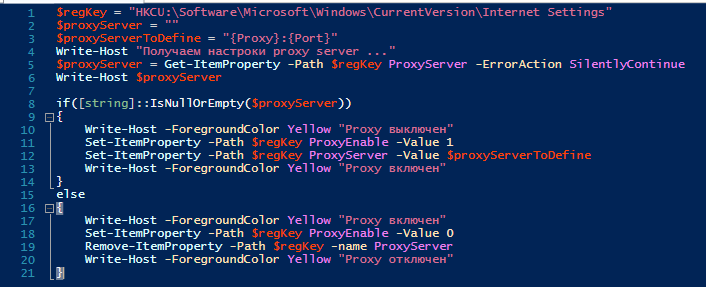 1 $regKey = "HKCU:\Software\Microsoft\Windows\CurrentVersion\Internet Settings"
2 $proxyServer = ""
3 $proxyServerToDefine = "{Proxy}:{Port}"
4 Write-Host "Получаем настроки proxy server ..."
5 $proxyServer = Get-ItemProperty -Path $regKey ProxyServer -ErrorAction SilentlyContinue
6 Write-Host $proxyServer
7
8 if([string]::IsNullOrEmpty($proxyServer))
9 {
10 Write-Host -ForegroundColor Yellow "Proxy выключен"
11 Set-ItemProperty -Path $regKey ProxyEnable -Value 1
12 Set-ItemProperty -Path $regKey ProxyServer -Value $proxyServerToDefine
13 Write-Host -ForegroundColor Yellow "Proxy включен"
14 }
15 else
16 {
17 Write-Host -ForegroundColor Yellow "Proxy включен"
18 Set-ItemProperty -Path $regKey ProxyEnable -Value 0
19 Remove-ItemProperty -Path $regKey -name ProxyServer
20 Write-Host -ForegroundColor Yellow "Proxy отключен"
21 }